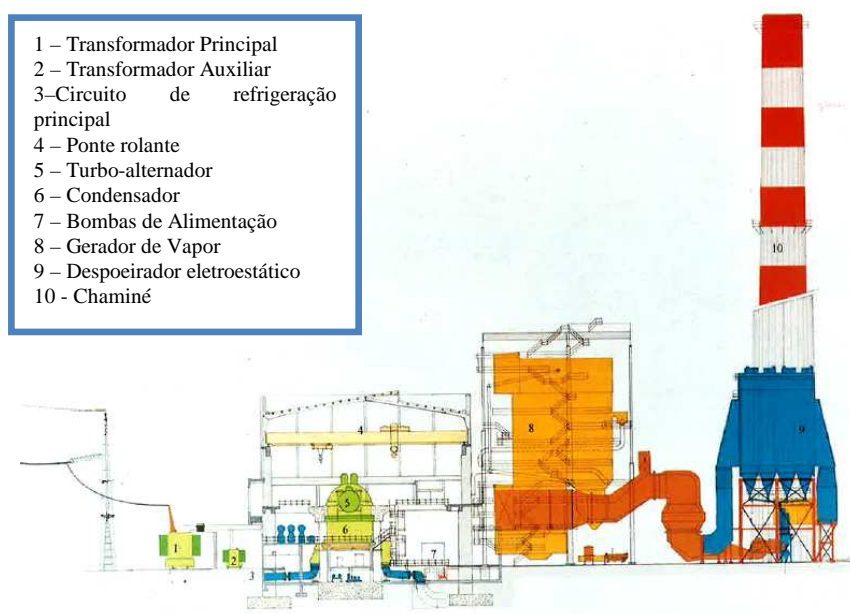 1 – Transformador Principal
2 – Transformador Auxiliar
3–Circuito de refrigeração
principal
4 – Ponte rolante
5 – Turbo-alternador
6 – Condensador
7 – Bombas de Alimentação
8 – Gerador de Vapor
9 – Despoeirador eletroestático
10 - Chaminé
10
4
8
9
5
6
1
2
7
3